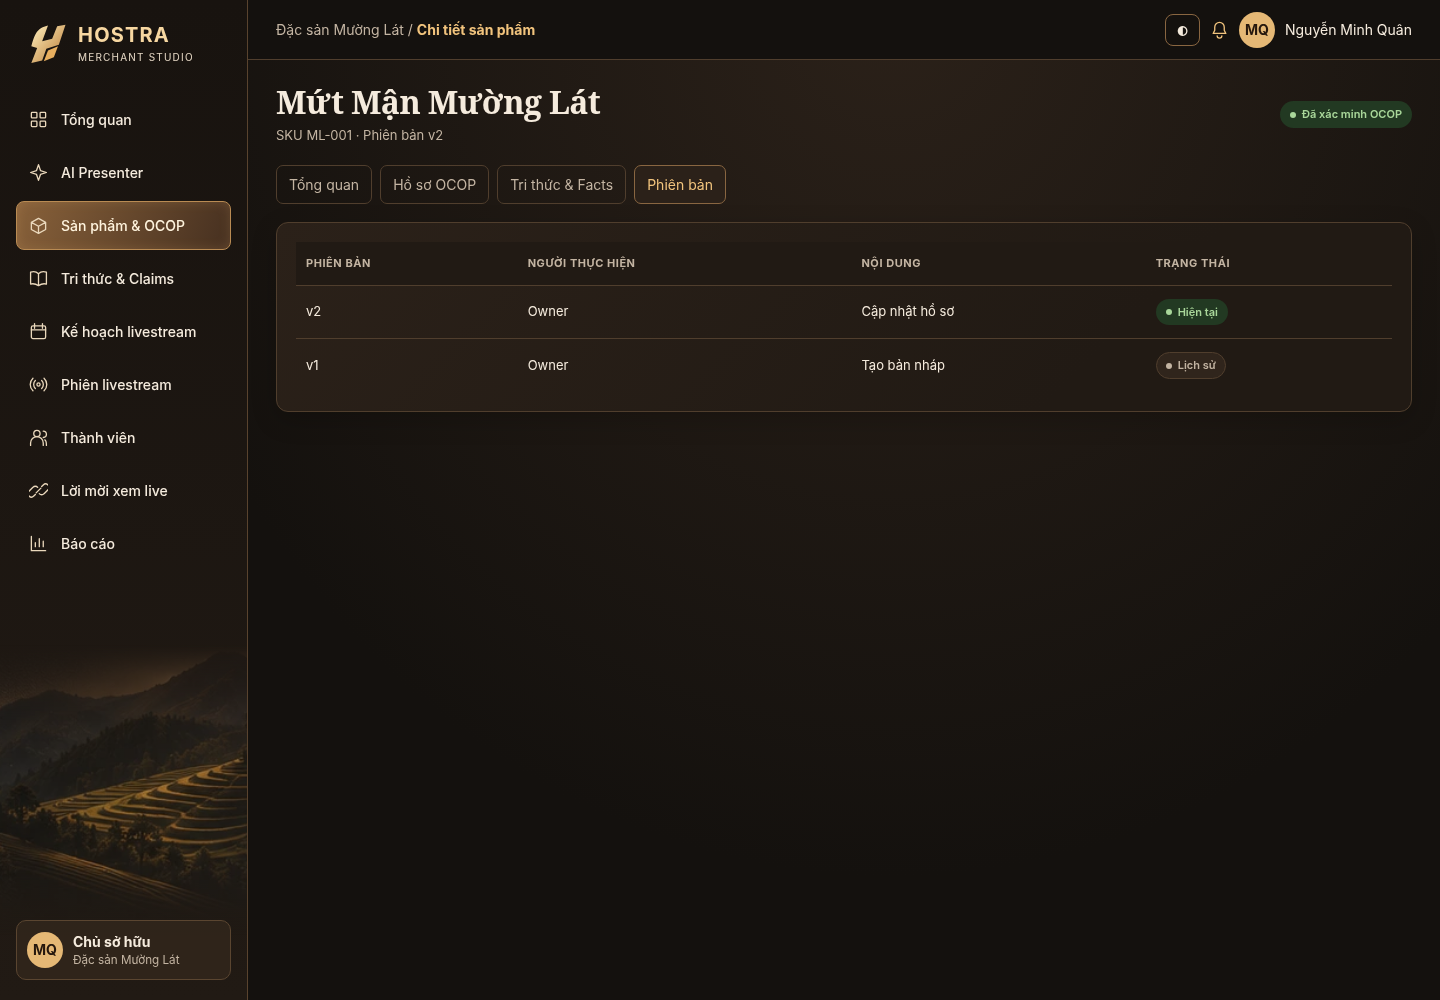 HOSTRA
MERCHANT STUDIO
Tổng quan
AI Presenter
Sản phẩm & OCOP
Tri thức & Claims
Kế hoạch livestream
Phiên livestream
Thành viên
Lời mời xem live
Báo cáo
MQ
Chủ sở hữu
Đặc sản Mường Lát
Đặc sản Mường Lát / Chi tiết sản phẩm
MQ Nguyễn Minh Quân
Mứt Mận Mường Lát
SKU ML-001 · Phiên bản v2
Đã xác minh OCOP
Tổng quan Hồ sơ OCOP Tri thức & Facts Phiên bản
PHIÊN BẢN NGƯỜI THỰC HIỆN NỘI DUNG TRẠNG THÁI
v2 Owner Cập nhật hồ sơ Hiện tại
v1 Owner Tạo bản nháp Lịch sử